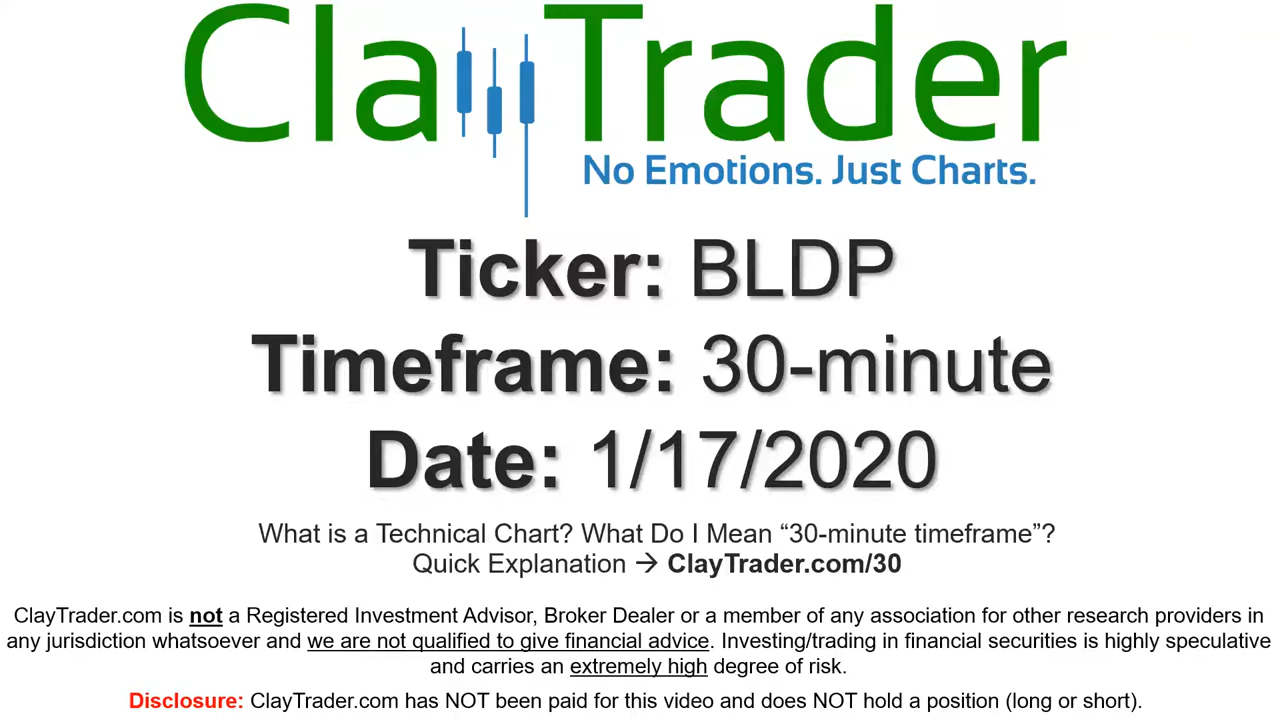 ClayTrader
No Emotions. Just Charts.
Ticker: BLDP
Timeframe: 30-minute
Date: 1/17/2020
What is a Technical Chart? What Do I Mean “30-minute timeframe”?
Quick Explanation → ClayTrader.com/30
ClayTrader.com is not a Registered Investment Advisor, Broker Dealer or a member of any association for other research providers in
any jurisdiction whatsoever and we are not qualified to give financial advice. Investing/trading in financial securities is highly speculative
and carries an extremely high degree of risk.
Disclosure: ClayTrader.com has NOT been paid for this video and does NOT hold a position (long or short).